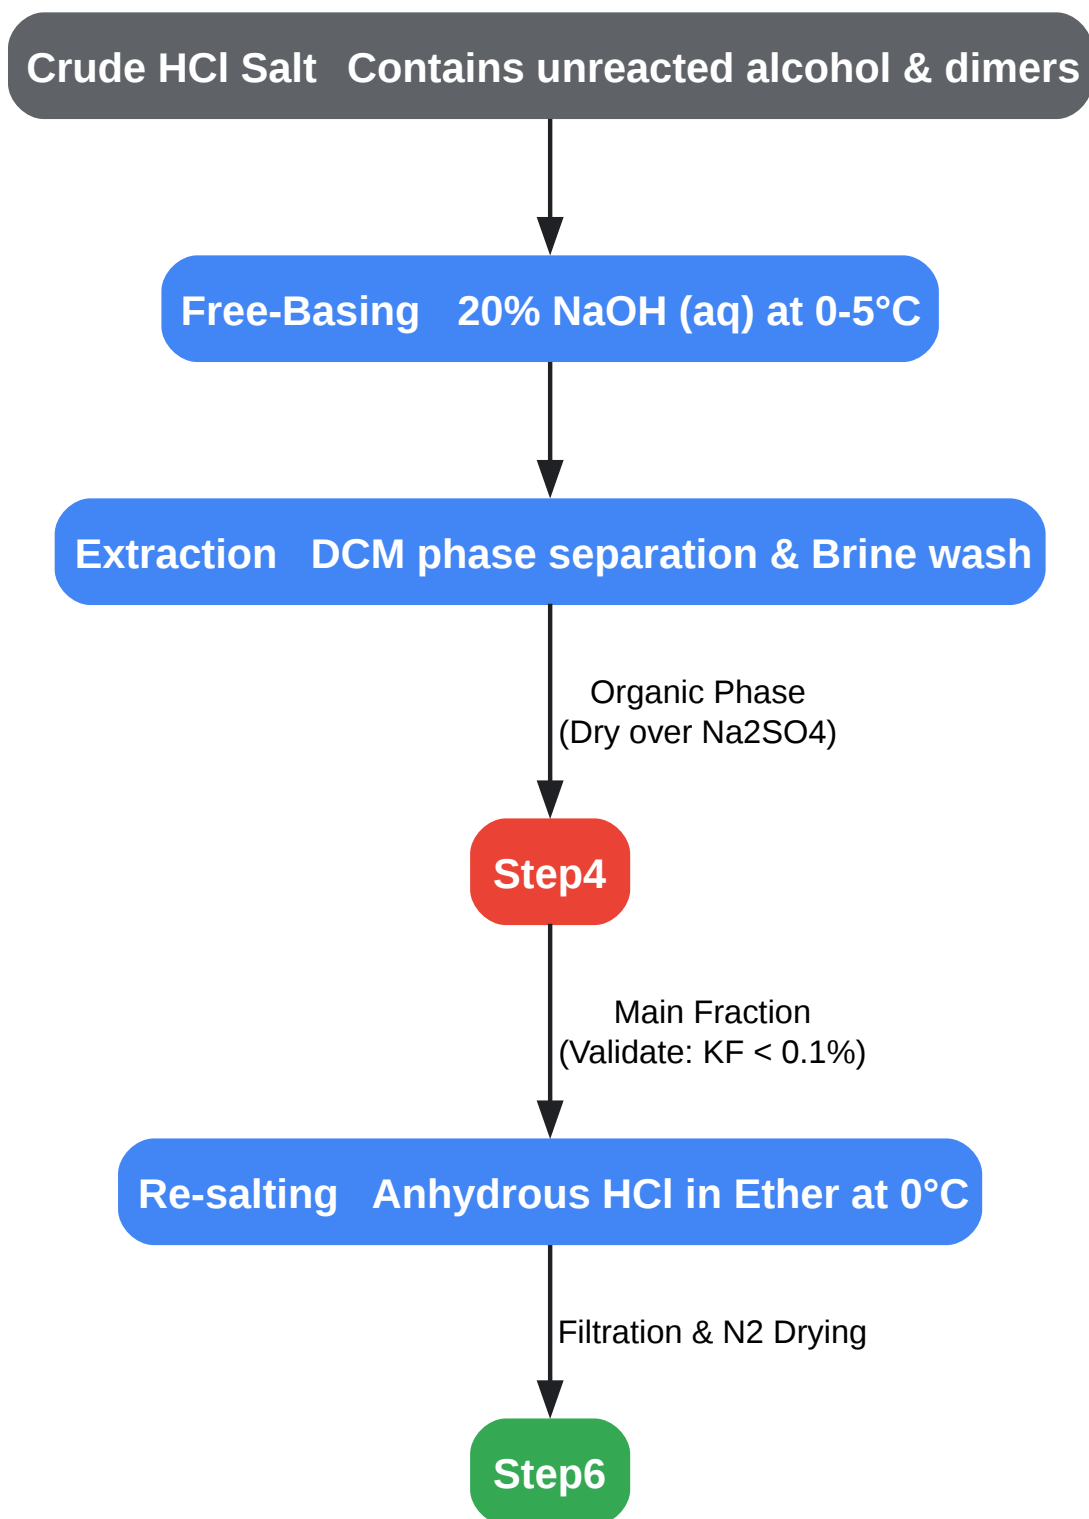 Crude HCl Salt   Contains unreacted alcohol & dimers
Free-Basing   20% NaOH (aq) at 0-5°C
Extraction   DCM phase separation & Brine wash
Organic Phase
(Dry over Na2SO4)
Step4
Main Fraction
(Validate: KF < 0.1%)
Re-salting   Anhydrous HCl in Ether at 0°C
Filtration & N2 Drying
Step6